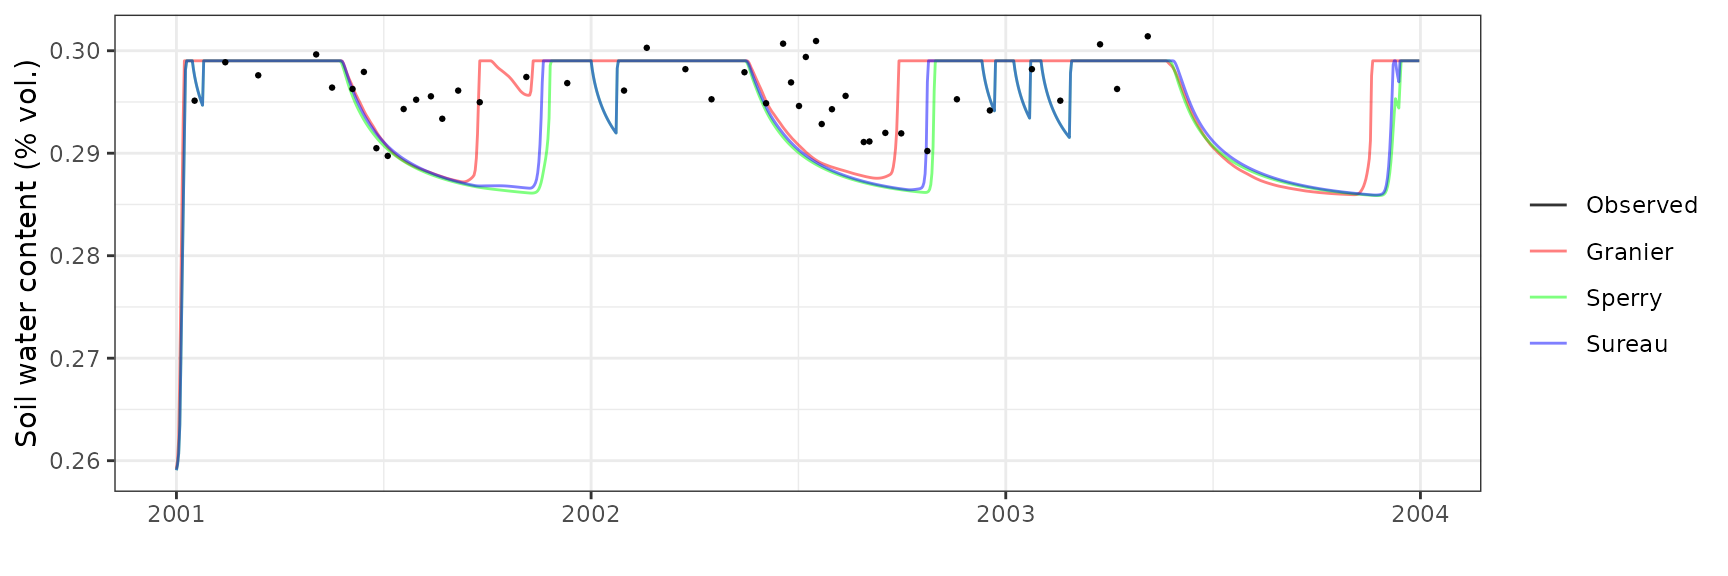 Soil water content (% vol.)
0.30
0.29
0.28
0.27
0.26
2001
2002
2003
2004
Observed
Granier
Sperry
Sureau